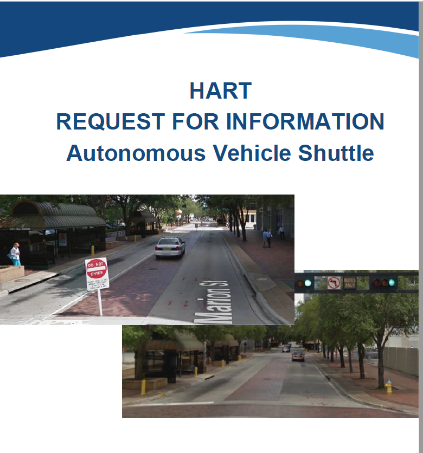 HART
REQUEST FOR INFORMATION
Autonomous Vehicle Shuttle
DO NOT
ENTER
Marion St